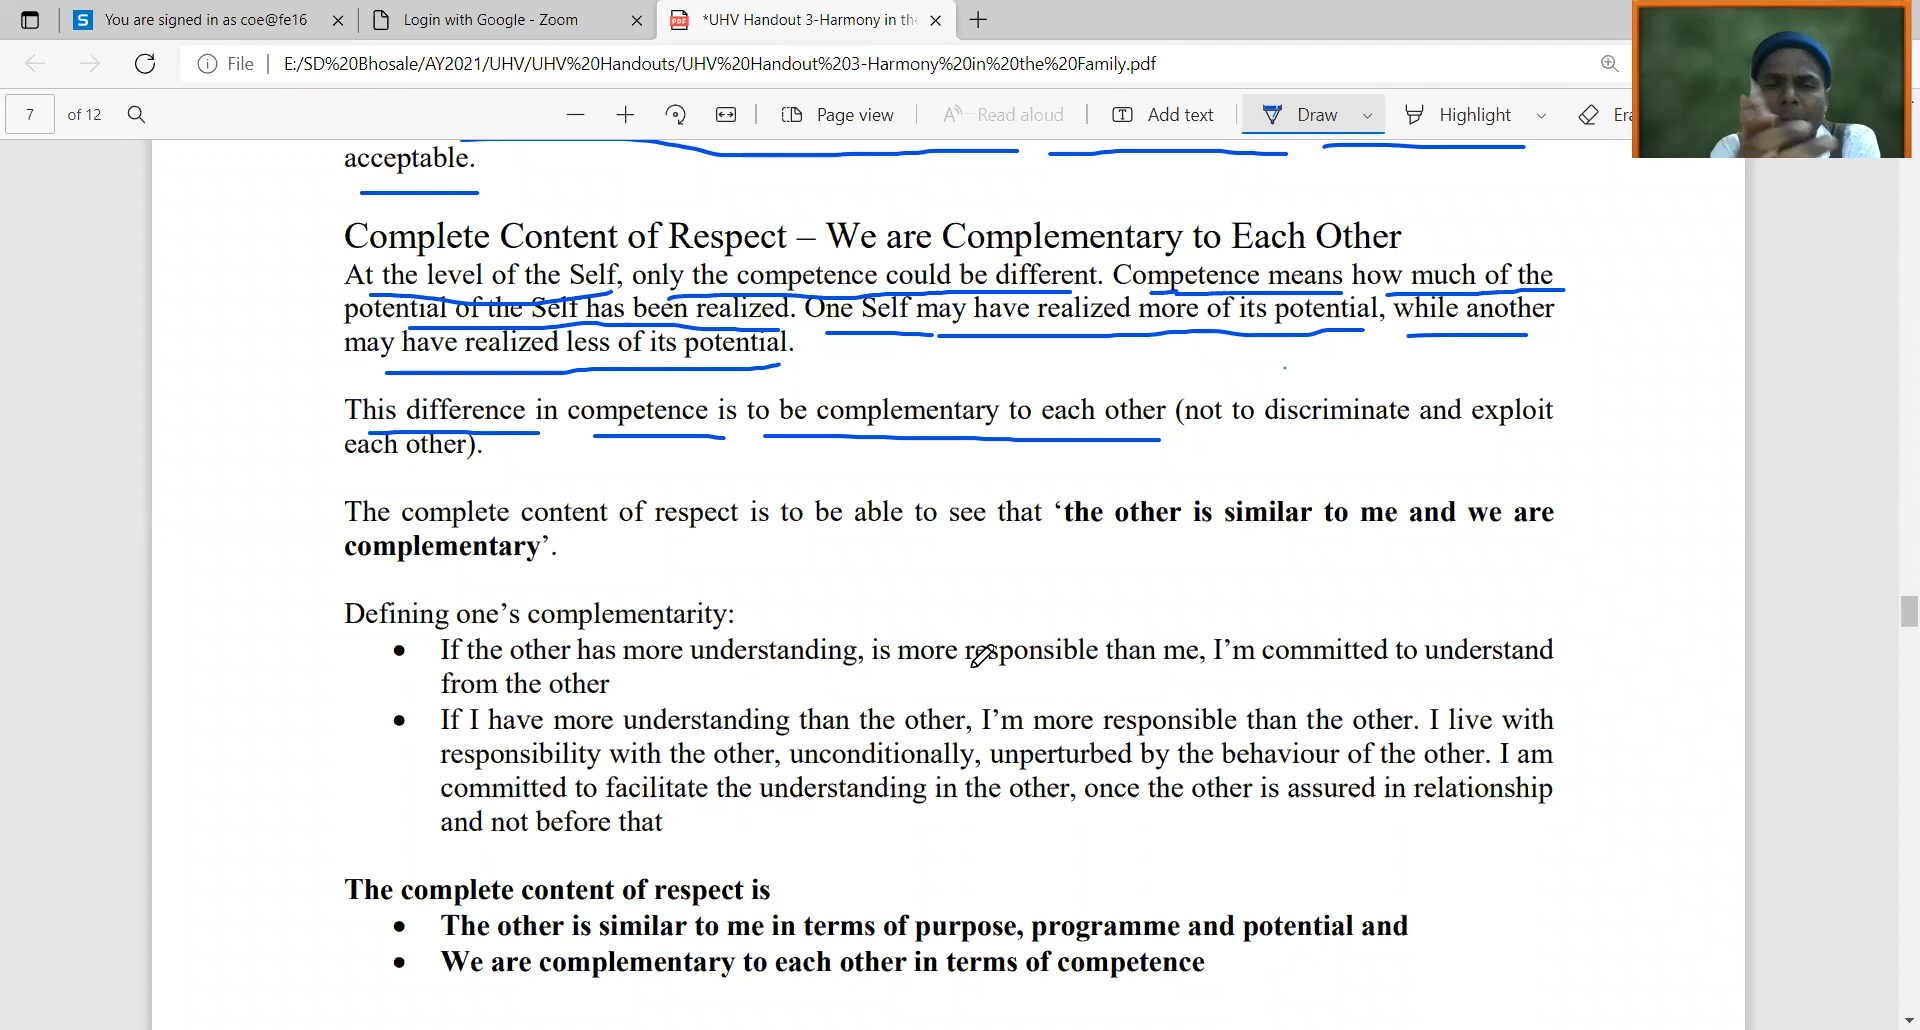 You are signed in as coe@fe16
Login with Google - Zoom
*UHV Handout 3-Harmony in the
File
E:/SD%20Bhosale/AY2021/UHV/UHV%20Handouts/UHV%20Handout%203-Harmony%20in%20the%20Family.pdf
7 of 12
Page view
Read aloud
Add text
Draw
Highlight
Era
acceptable.
Complete Content of Respect – We are Complementary to Each Other
At the level of the Self, only the competence could be different. Competence means how much of the
potential of the Self has been realized. One Self may have realized more of its potential, while another
may have realized less of its potential.
This difference in competence is to be complementary to each other (not to discriminate and exploit
each other).
The complete content of respect is to be able to see that ‘the other is similar to me and we are
complementary’.
Defining one’s complementarity:
• If the other has more understanding, is more responsible than me, I’m committed to understand
from the other
• If I have more understanding than the other, I’m more responsible than the other. I live with
responsibility with the other, unconditionally, unperturbed by the behaviour of the other. I am
committed to facilitate the understanding in the other, once the other is assured in relationship
and not before that
The complete content of respect is
• The other is similar to me in terms of purpose, programme and potential and
• We are complementary to each other in terms of competence